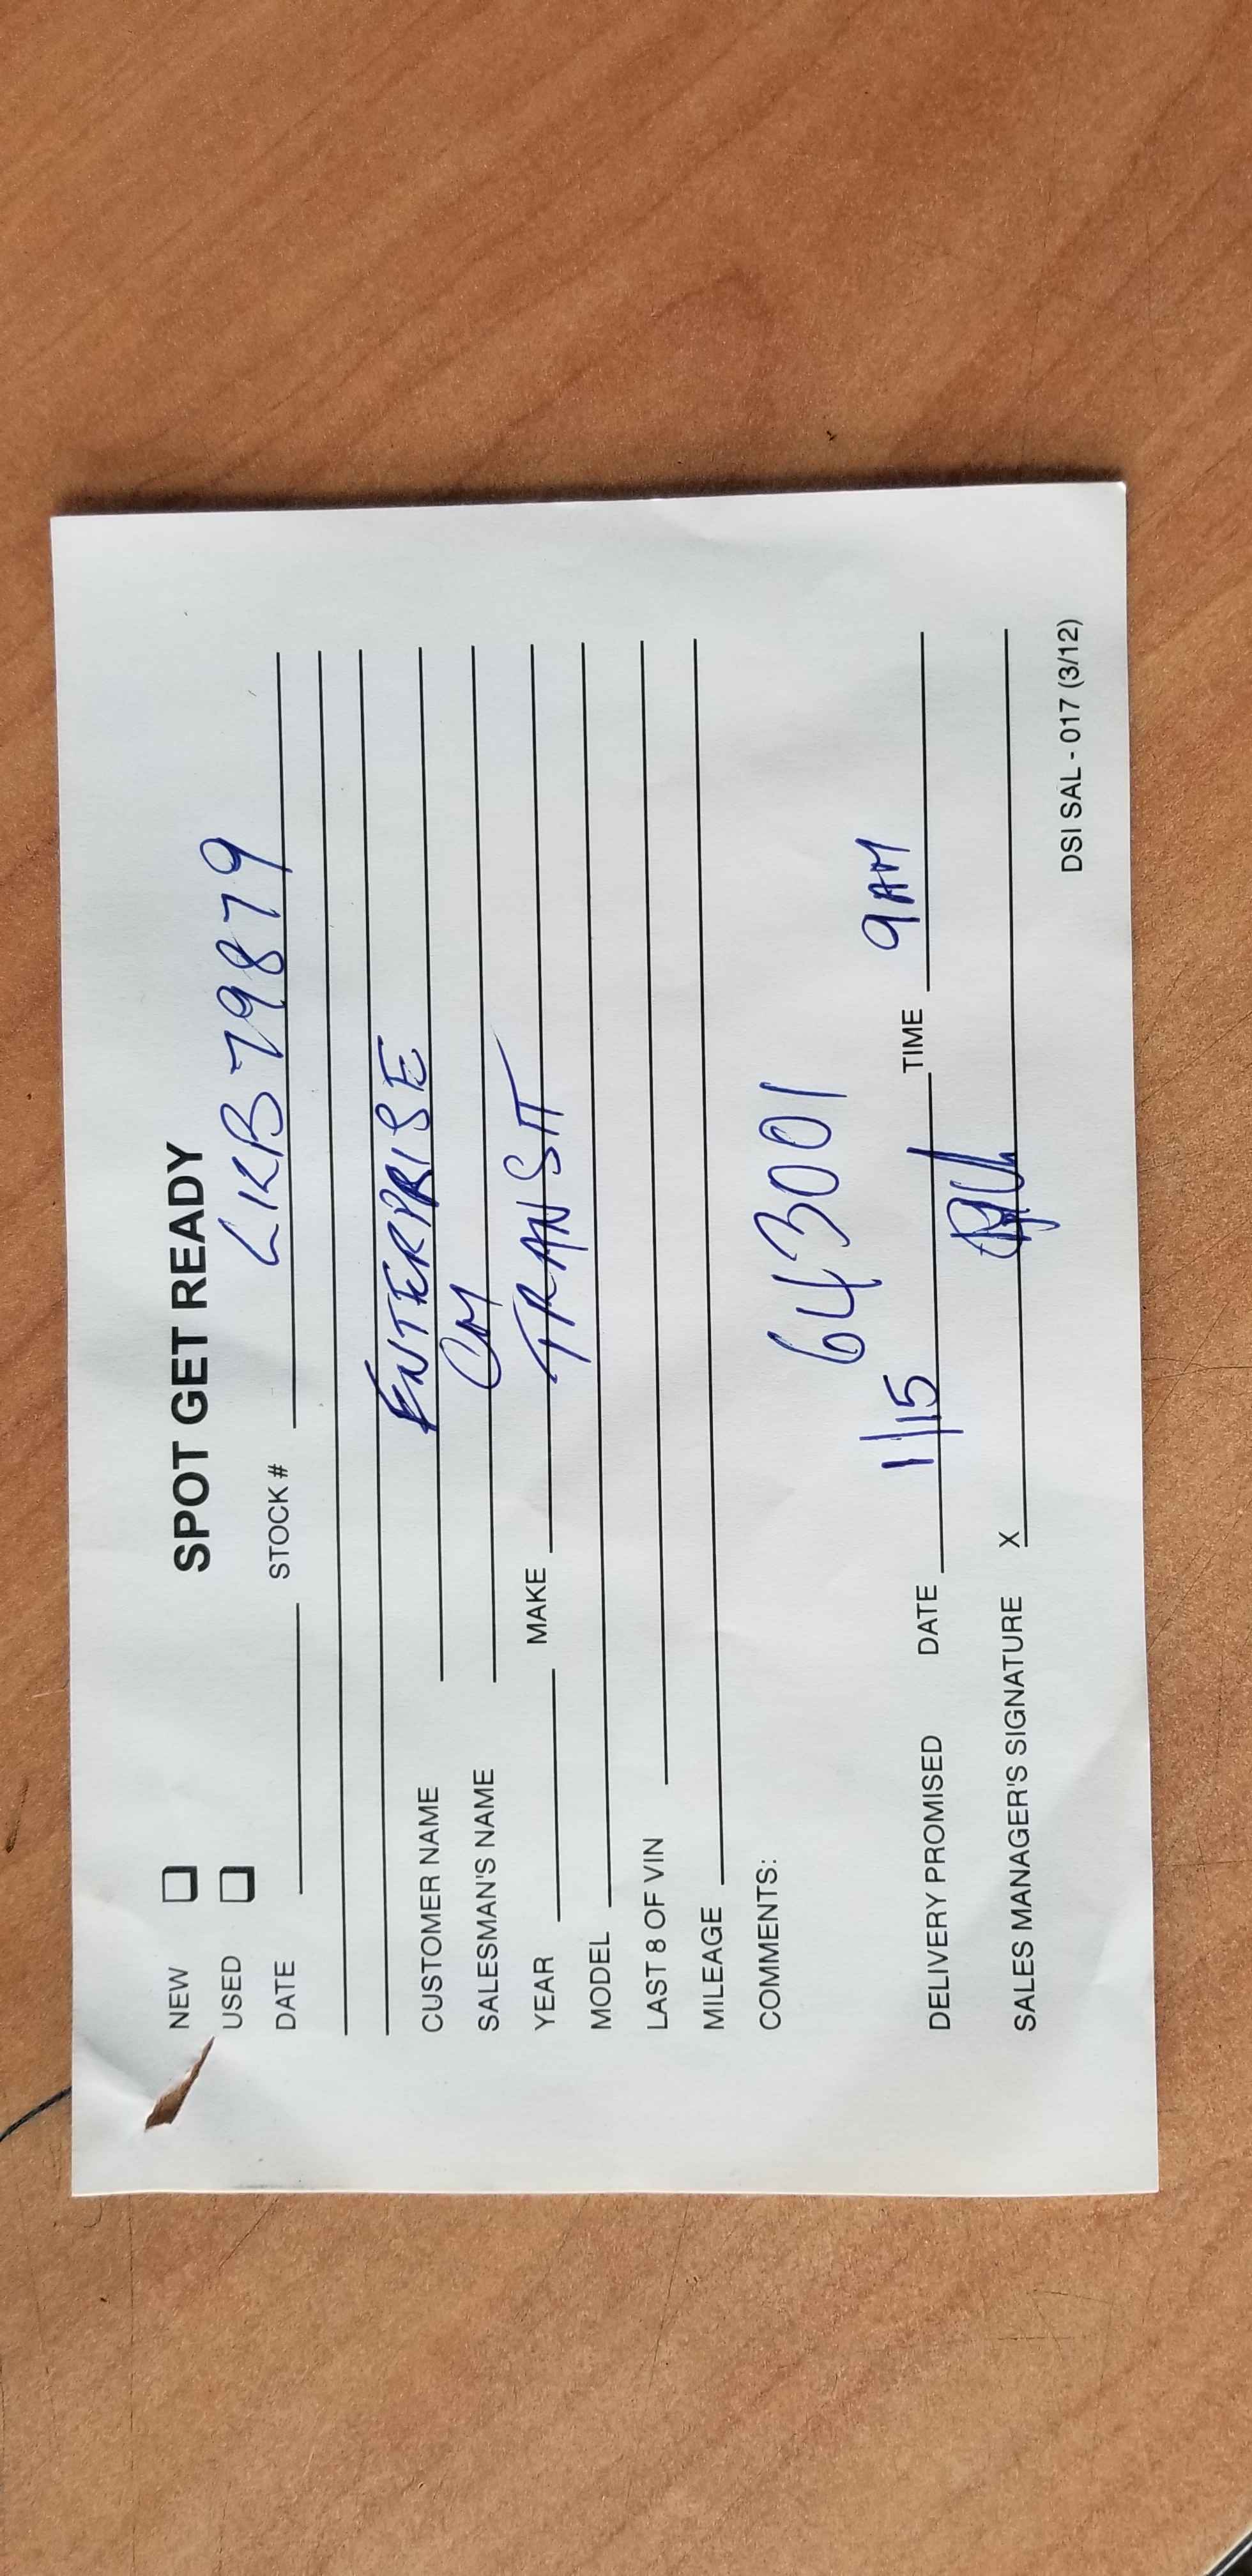 SPOT GET READY
NEW
USED
DATE STOCK # LKB79879
CUSTOMER NAME ENTERPRISE
SALESMAN'S NAME CM
YEAR MAKE TRANSIT
MODEL
LAST 8 OF VIN
MILEAGE
COMMENTS:
643001
DELIVERY PROMISED DATE 1/15 TIME 9AM
SALES MANAGER'S SIGNATURE X
DSI SAL - 017 (3/12)